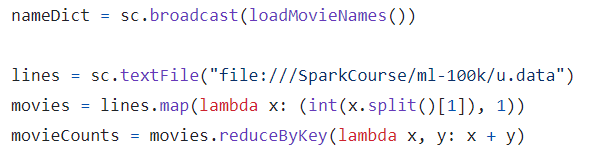 nameDict = sc.broadcast(loadMovieNames())
lines = sc.textFile("file:///SparkCourse/ml-100k/u.data")
movies = lines.map(lambda x: (int(x.split()[1]), 1))
movieCounts = movies.reduceByKey(lambda x, y: x + y)